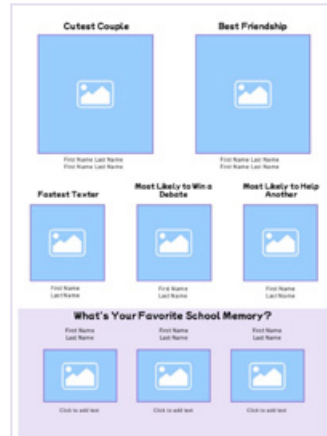 Cutest Couple
Best Friendship
First Name Last Name
First Name Last Name
First Name Last Name
First Name Last Name
Fastest Texter
Most Likely to Win a
Debate
Most Likely to Help
Another
First Name
Last Name
First Name
Last Name
First Name
Last Name
What's Your Favorite School Memory?
First Name
Last Name
First Name
Last Name
First Name
Last Name
Click to add text
Click to add text
Click to add text